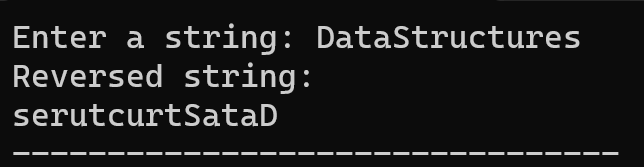 Enter a string: DataStructures
Reversed string:
serutcurtSataD
--------------------------------